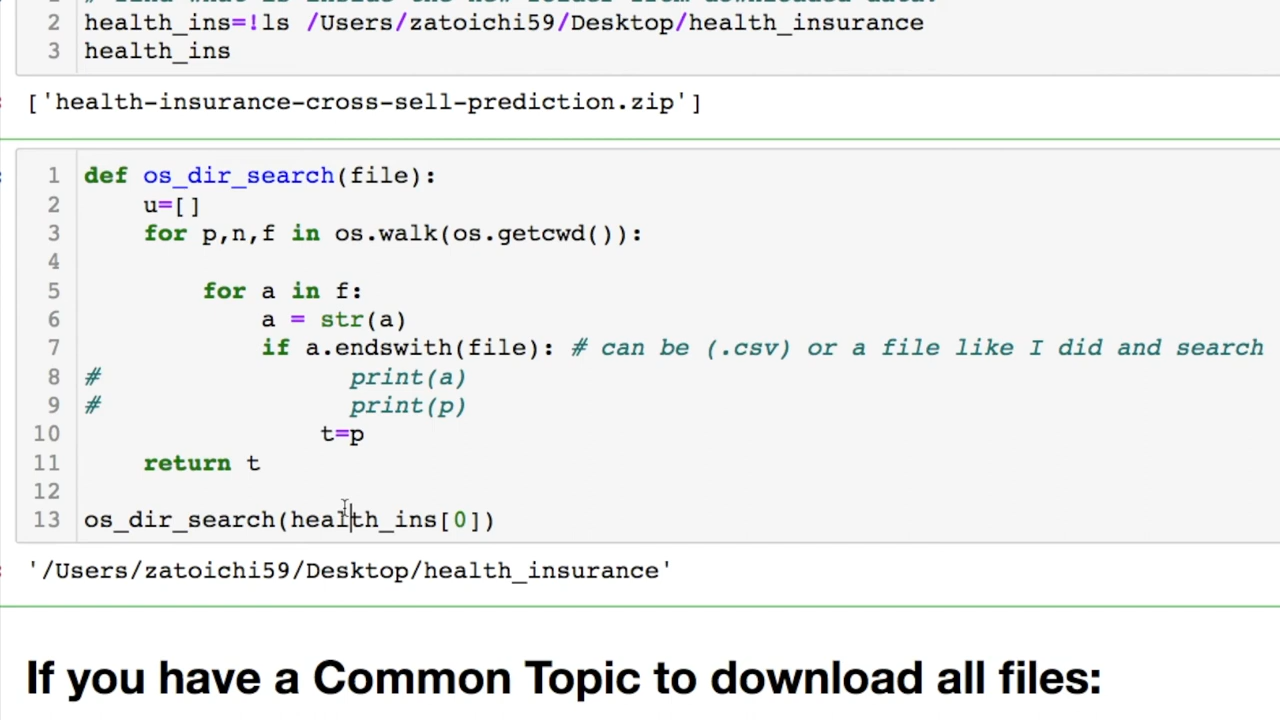 2 health_ins=!ls /Users/zatoichi59/Desktop/health_insurance
3 health_ins
['health-insurance-cross-sell-prediction.zip']
1 def os_dir_search(file):
2 u=[]
3 for p,n,f in os.walk(os.getcwd()):
4
5 for a in f:
6 a = str(a)
7 if a.endswith(file): # can be (.csv) or a file like I did and search
8 # print(a)
9 # print(p)
10 t=p
11 return t
12
13 os_dir_search(health_ins[0])
'/Users/zatoichi59/Desktop/health_insurance'
If you have a Common Topic to download all files: